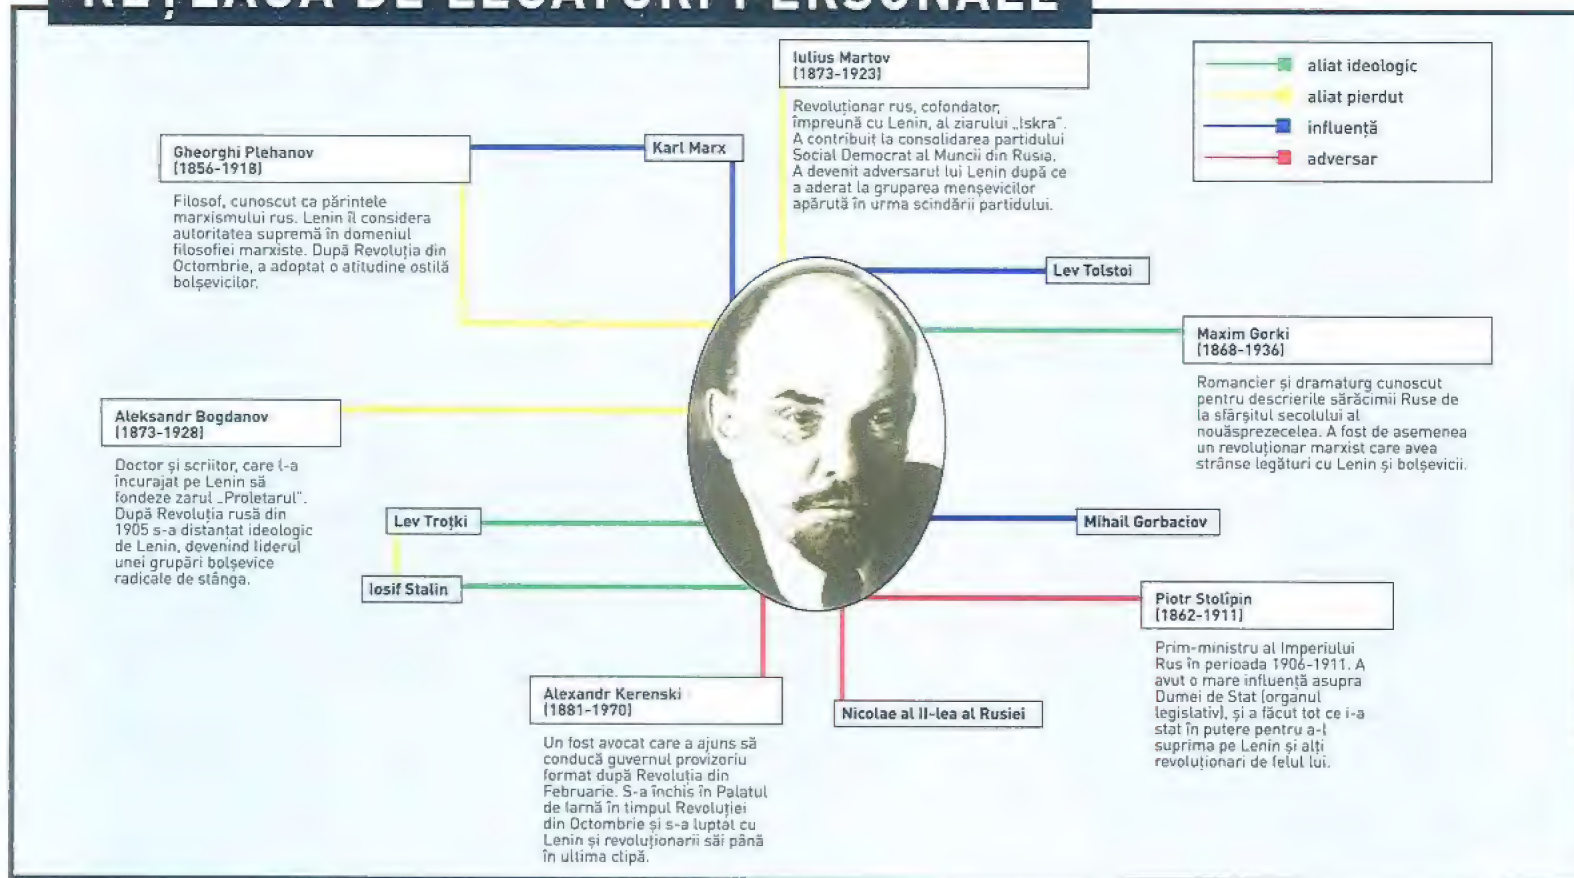 REȚEAUA DE LEGĂTURI PERSONALE
Iulius Martov
(1873-1923)
Revoluționar rus, cofondator,
împreună cu Lenin, al ziarului „Iskra”.
A contribuit la consolidarea partidului
Social Democrat al Muncii din Rusia.
A devenit adversarul lui Lenin după ce
a aderat la gruparea menșevicilor
apărută în urma scindării partidului.
aliat ideologic
aliat pierdut
influență
adversar
Gheorghi Plehanov
(1856-1918)
Filosof, cunoscut ca părintele
marxismului rus. Lenin îl considera
autoritatea supremă în domeniul
filosofiei marxiste. După Revoluția din
Octombrie, a adoptat o atitudine ostilă
bolșevicilor.
Karl Marx
Lev Tolstoi
Maxim Gorki
(1868-1936)
Romancier și dramaturg cunoscut
pentru descrierile sărăcimii Ruse de
la sfârșitul secolului al
nouăsprezecelea. A fost de asemenea
un revoluționar marxist care avea
strânse legături cu Lenin și bolșevicii.
Aleksandr Bogdanov
(1873-1928)
Doctor și scriitor, care l-a
încurajat pe Lenin să
fondeze zarul „Proletarul”.
După Revoluția rusă din
1905 s-a distanțat ideologic
de Lenin, devenind liderul
unei grupări bolșevice
radicale de stânga.
Lev Troțki
Iosif Stalin
Mihail Gorbaciov
Piotr Stolîpin
(1862-1911)
Prim-ministru al Imperiului
Rus în perioada 1906-1911. A
avut o mare influență asupra
Dumei de Stat (organul
legislativ), și a făcut tot ce i-a
stat în putere pentru a-l
suprima pe Lenin și alți
revoluționari de felul lui.
Alexandr Kerenski
(1881-1970)
Un fost avocat care a ajuns să
conducă guvernul provizoriu
format după Revoluția din
Februarie. S-a închis în Palatul
de Iarnă în timpul Revoluției
din Octombrie și s-a luptat cu
Lenin și revoluționarii săi până
în ultima clipă.
Nicolae al II-lea al Rusiei